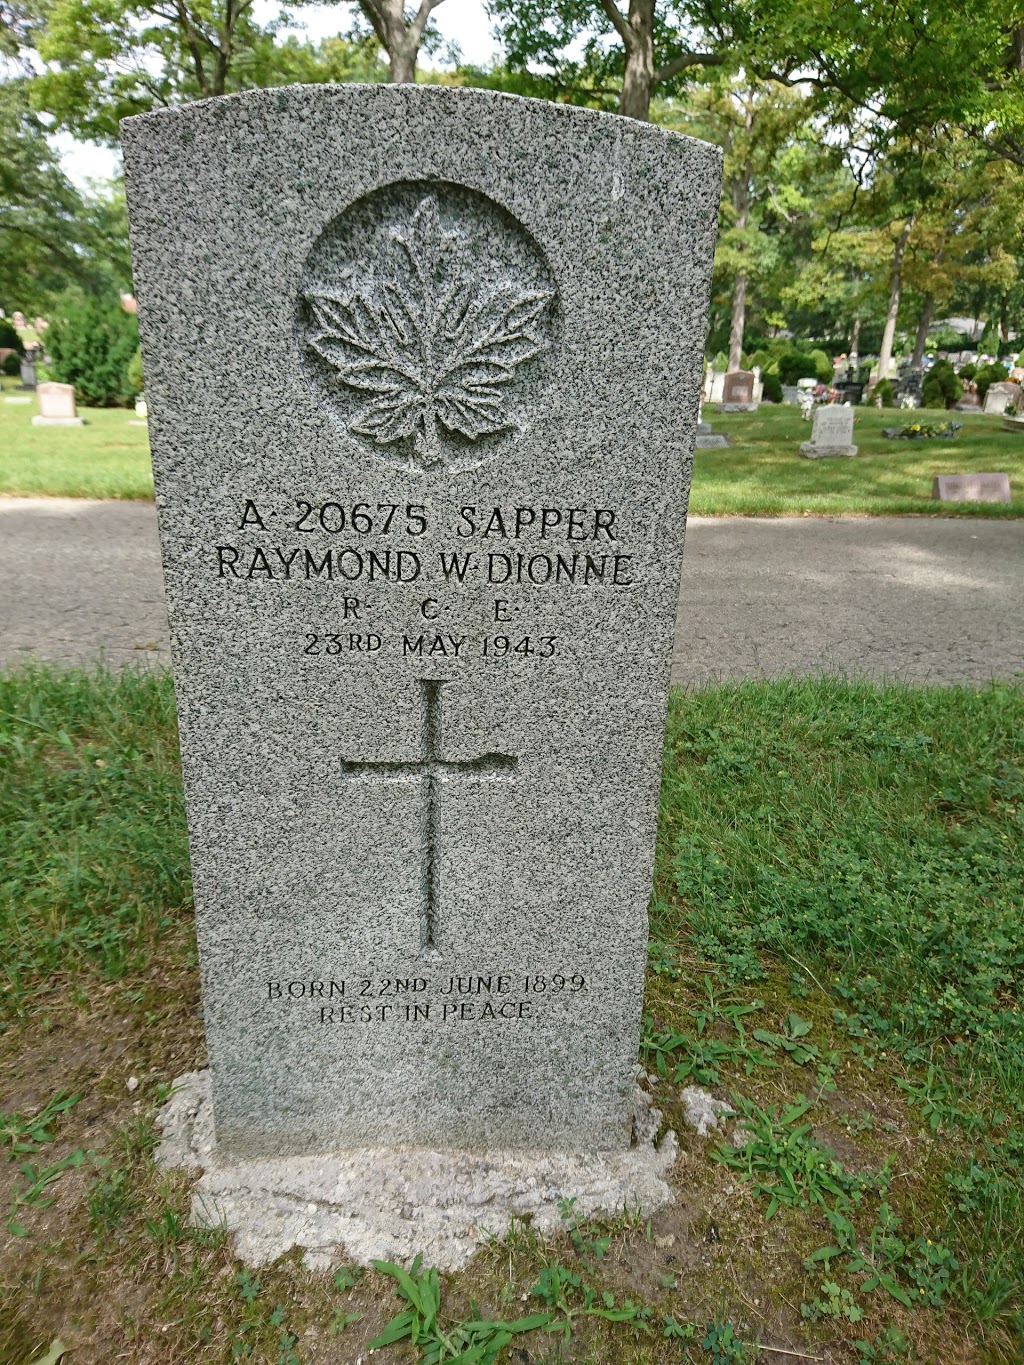 A· 20675 SAPPER
RAYMOND W· DIONNE
R· C· E·
23RD MAY 1943
BORN 22ND JUNE 1899
REST IN PEACE